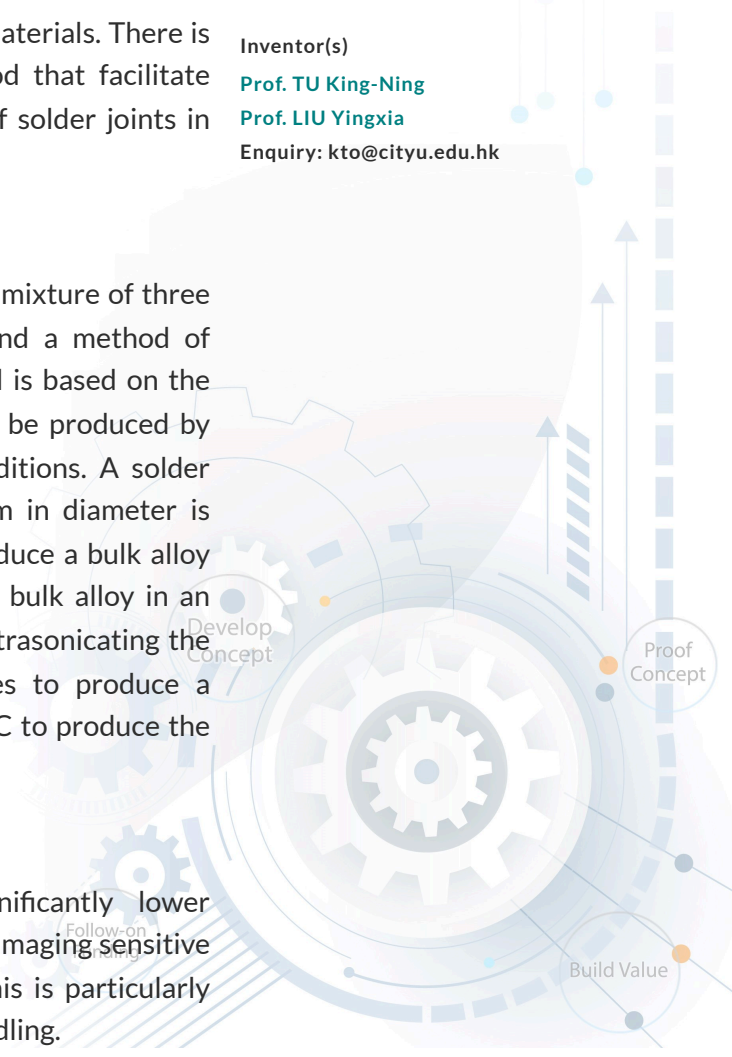 aterials. There is
d that facilitate
f solder joints in
Inventor(s)
Prof. TU King-Ning
Prof. LIU Yingxia
Enquiry: kto@cityu.edu.hk
mixture of three
nd a method of
is based on the
be produced by
ditions. A solder
m in diameter is
duce a bulk alloy
bulk alloy in an
trasonicating the
es to produce a
C to produce the
nificantly lower
maging sensitive
is is particularly
dling.
Develop
Concept
Proof
Concept
Follow-on
Funding
Build Value